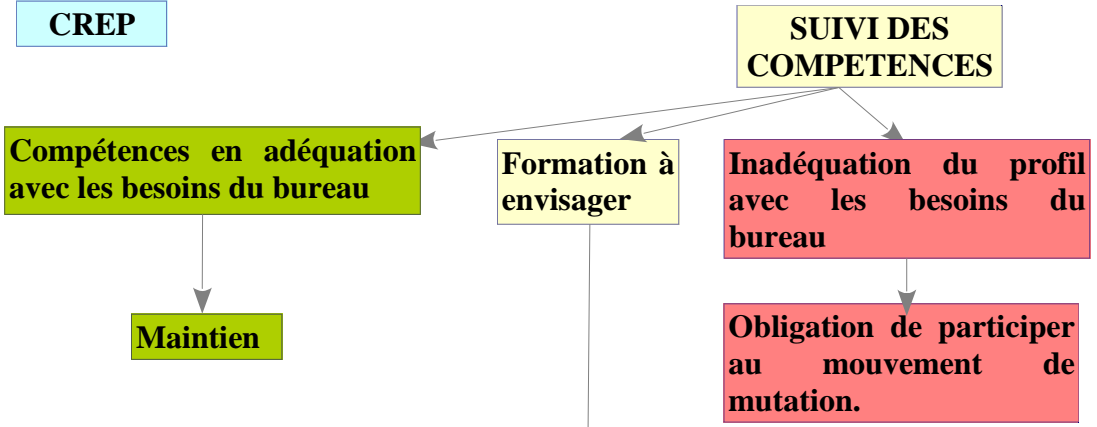 CREP
SUIVI DES
COMPETENCES
Compétences en adéquation
avec les besoins du bureau
Formation à
envisager
Inadéquation du profil
avec les besoins du
bureau
Maintien
Obligation de participer
au mouvement de
mutation.